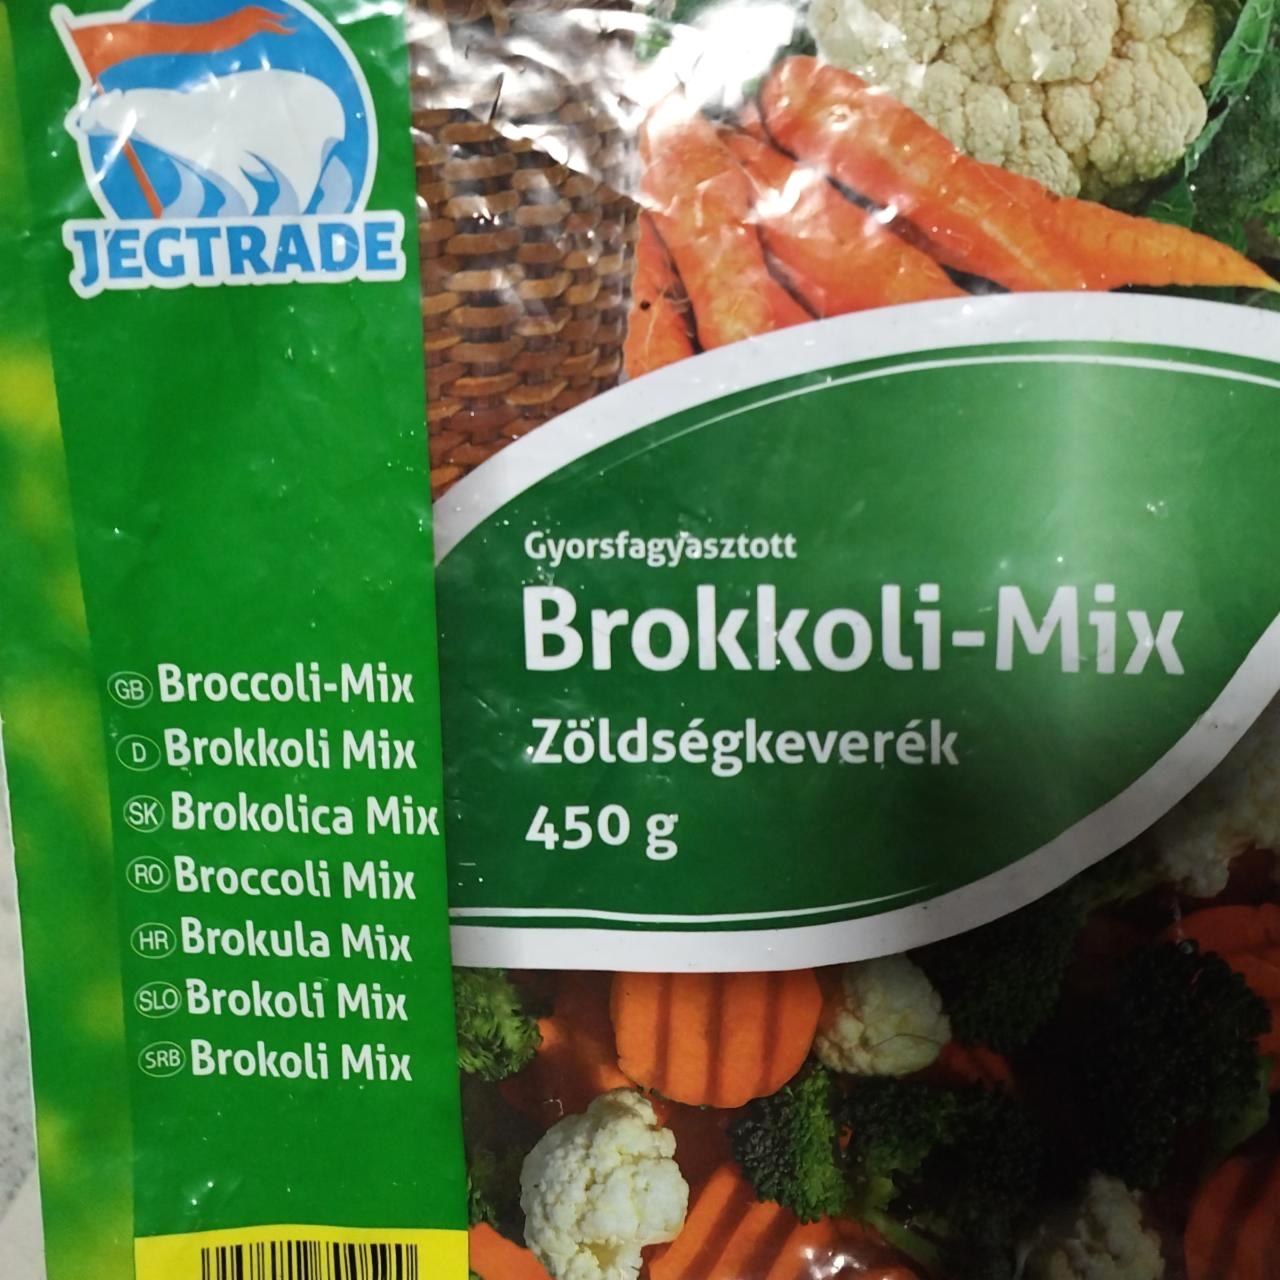 JÉGTRADE
Gyorsfagyasztott
Brokkoli-Mix
Zöldségkeverék
450 g
GB Broccoli-Mix
D Brokkoli Mix
SK Brokolica Mix
RO Broccoli Mix
HR Brokula Mix
SLO Brokoli Mix
SRB Brokoli Mix